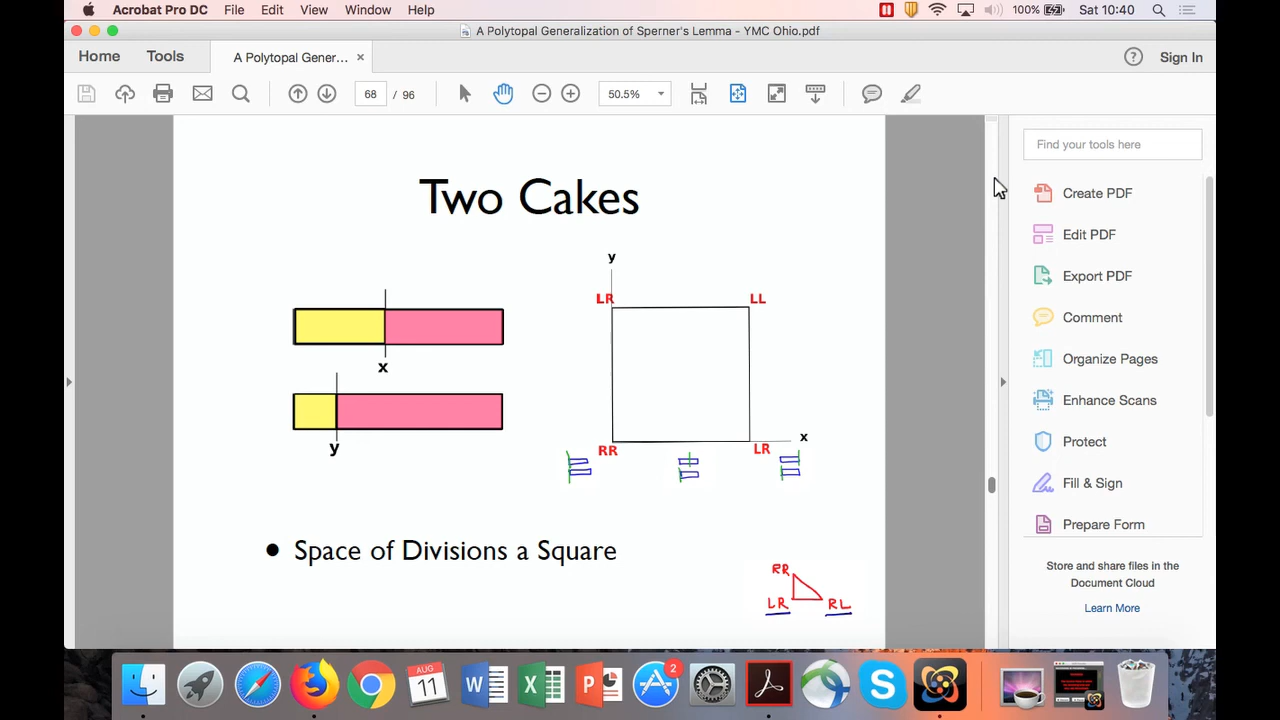 Acrobat Pro DC File Edit View Window Help 100% Sat 10:40
A Polytopal Generalization of Sperner's Lemma - YMC Ohio.pdf
Home Tools A Polytopal Gener... × Sign In
68 / 96 50.5%
Find your tools here
Create PDF
Edit PDF
Export PDF
Comment
Organize Pages
Enhance Scans
Protect
Fill & Sign
Prepare Form
Store and share files in the
Document Cloud
Learn More
Two Cakes
x
y
y
LR LL
x
RR LR
• Space of Divisions a Square
RR
LR RL
AUG
11
2